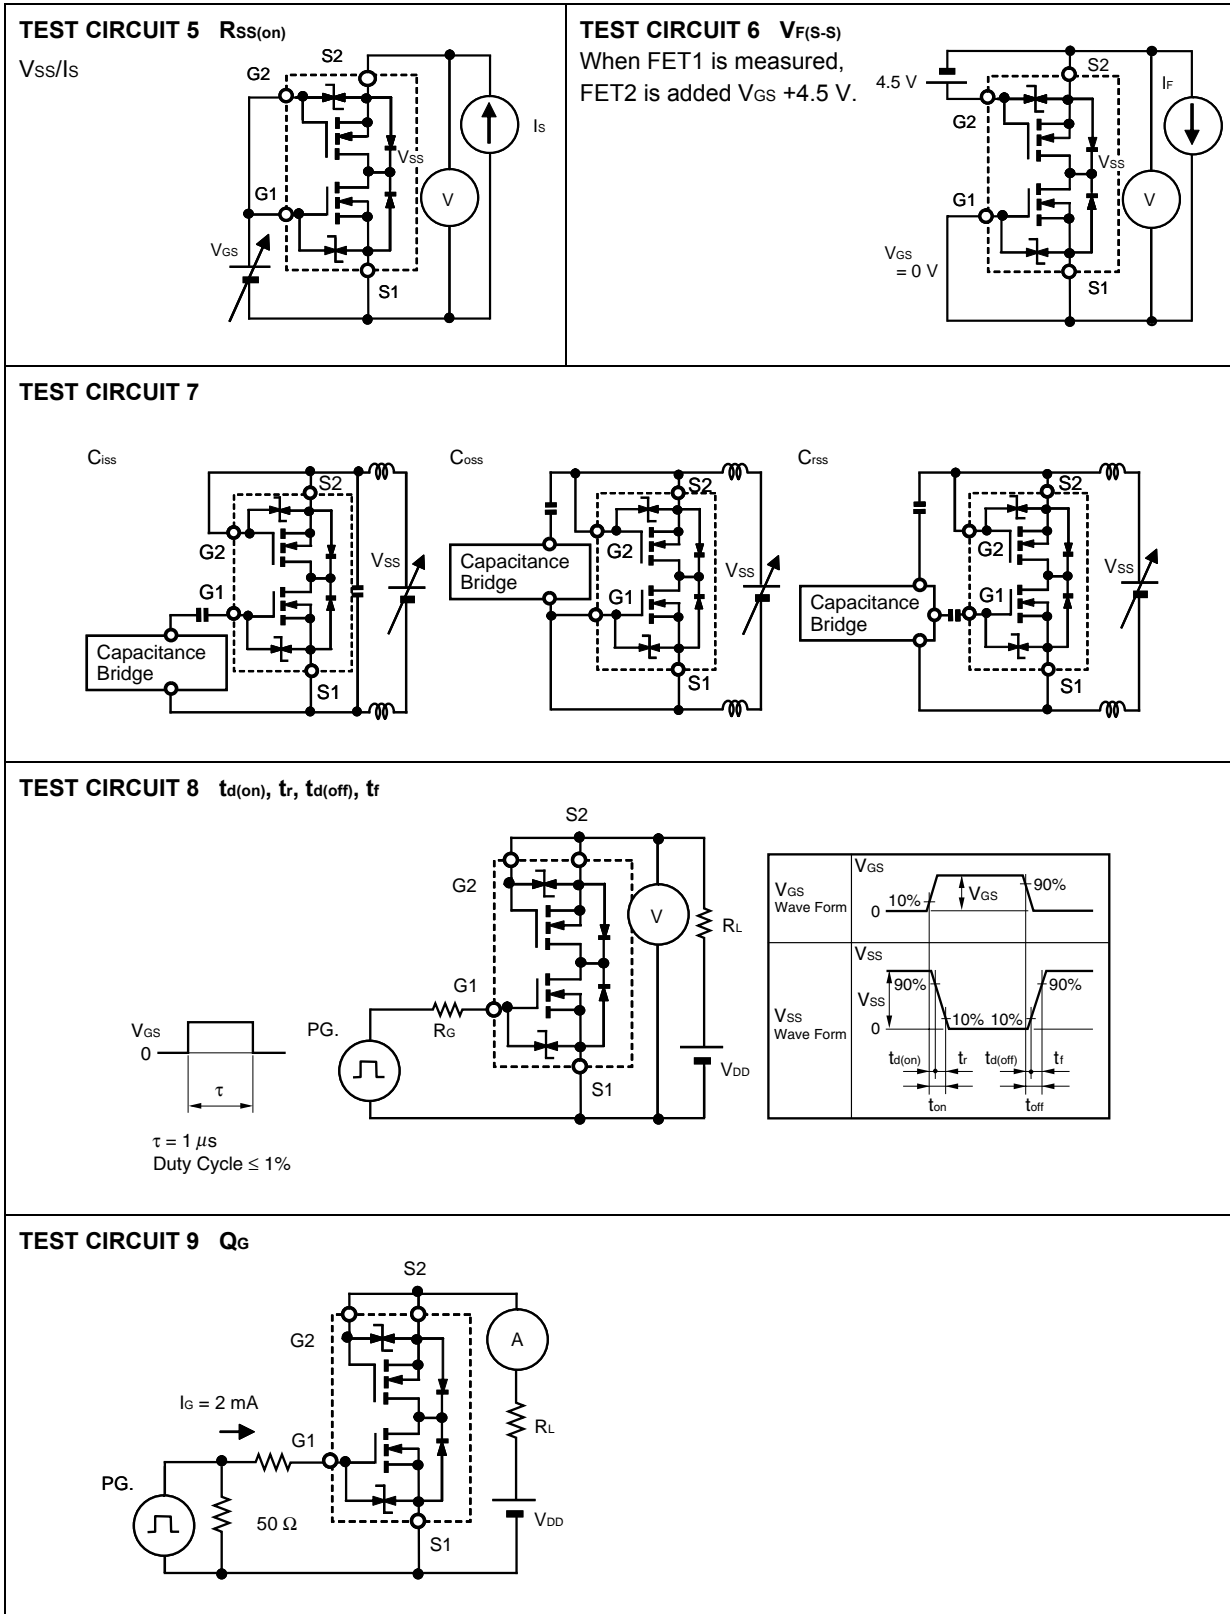 TEST CIRCUIT 5 RSS(on)
VSS/IS
S2
G2
IS
VSS
V
G1
VGS
S1
TEST CIRCUIT 6 VF(S-S)
When FET1 is measured,
FET2 is added VGS +4.5 V.
4.5 V
S2
IF
G2
VSS
G1
V
VGS
= 0 V
S1
TEST CIRCUIT 7
Ciss
S2
G2
VSS
G1
Capacitance
Bridge
S1
Coss
S2
G2
Capacitance
Bridge
VSS
G1
S1
Crss
S2
G2
VSS
G1
Capacitance
Bridge
S1
TEST CIRCUIT 8 td(on), tr, td(off), tf
S2
G2
V
RL
G1
PG.
RG
VGS
0
τ
VDD
S1
τ = 1 μs
Duty Cycle ≤ 1%
VGS
Wave Form
VGS
10%
0
VGS
90%
VSS
Wave Form
VSS
90%
VSS
0
10%
10%
90%
td(on)
tr
td(off)
tf
ton
toff
TEST CIRCUIT 9 QG
S2
G2
A
IG = 2 mA
RL
G1
PG.
50 Ω
VDD
S1